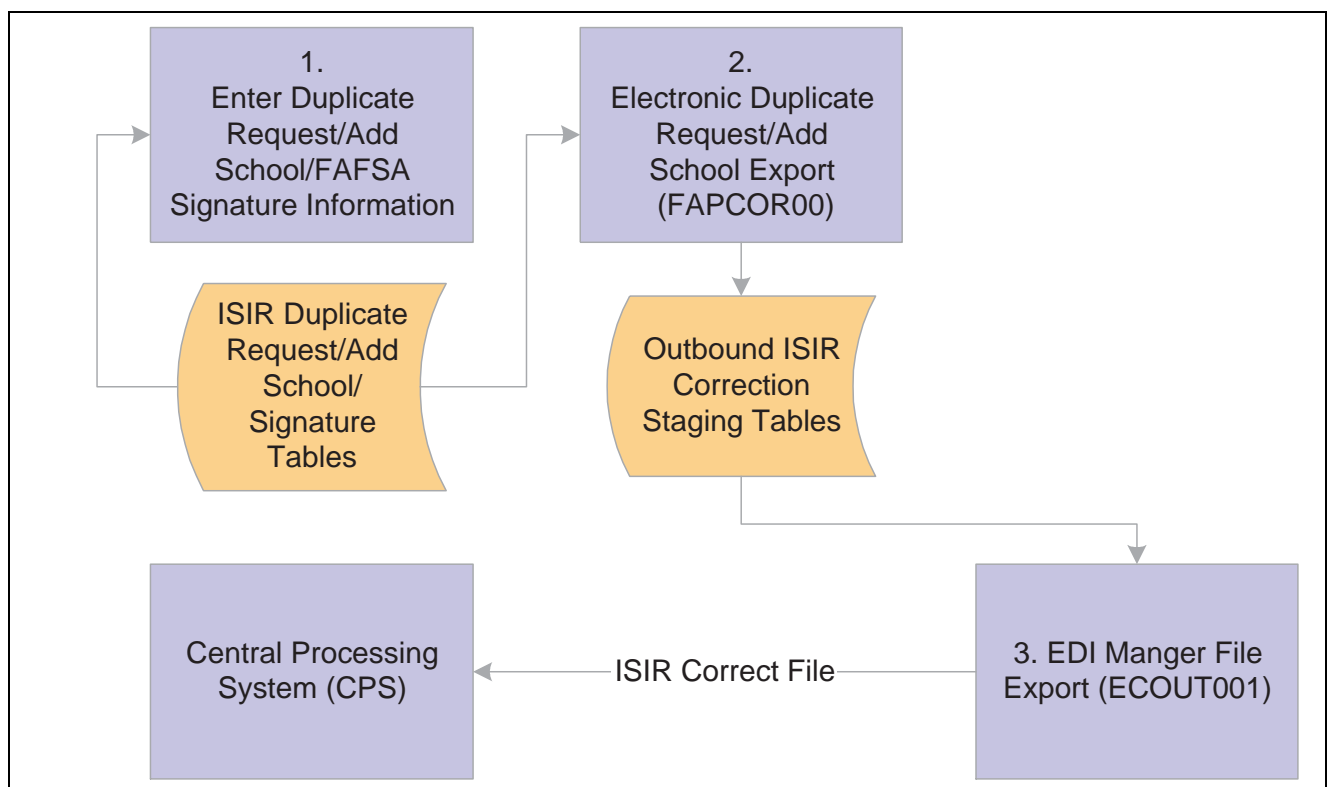 1.
Enter Duplicate
Request/Add
School/FAFSA
Signature Information
2.
Electronic Duplicate
Request/Add
School Export
(FAPCOR00)
ISIR Duplicate
Request/Add
School/
Signature
Tables
Outbound ISIR
Correction
Staging Tables
Central Processing
System (CPS)
ISIR Correct File
3. EDI Manger File
Export (ECOUT001)